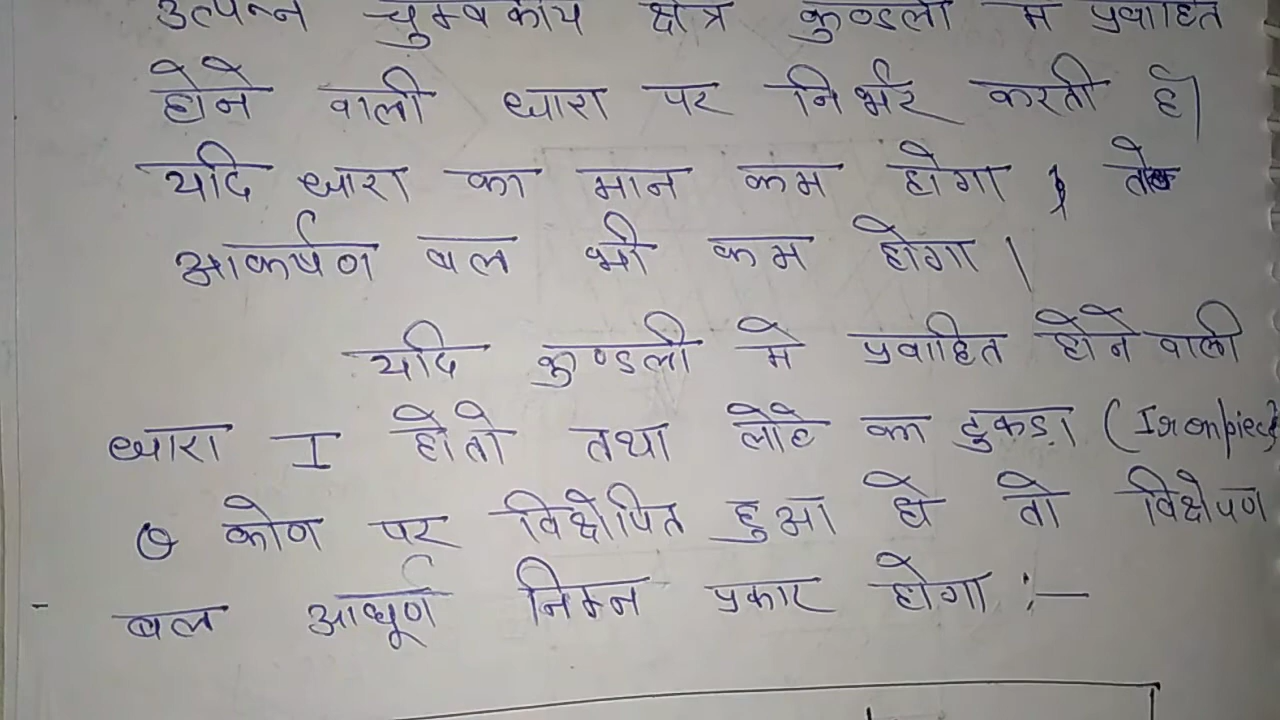 उत्पन्न चुम्बकीय क्षेत्र कुण्डली मे प्रवाहित
होने वाली धारा पर निर्भर करती है।
यदि धारा का मान कम होगा तो
आकर्षण बल भी कम होगा।
यदि कुण्डली मे प्रवाहित होने वाली
धारा I हो तो तथा लोहे का टुकड़ा (Iron piece)
θ कोण पर विक्षेपित हुआ हो तो विक्षेपण
बल आघूर्ण निम्न प्रकार होगा :—